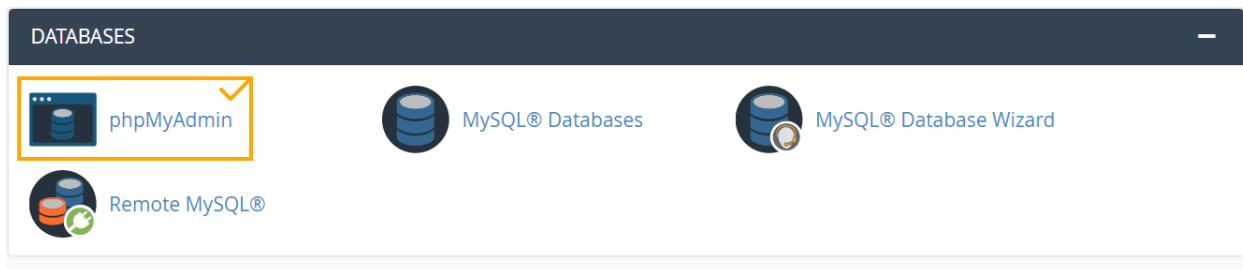 DATABASES
phpMyAdmin
MySQL® Databases
MySQL® Database Wizard
Remote MySQL®